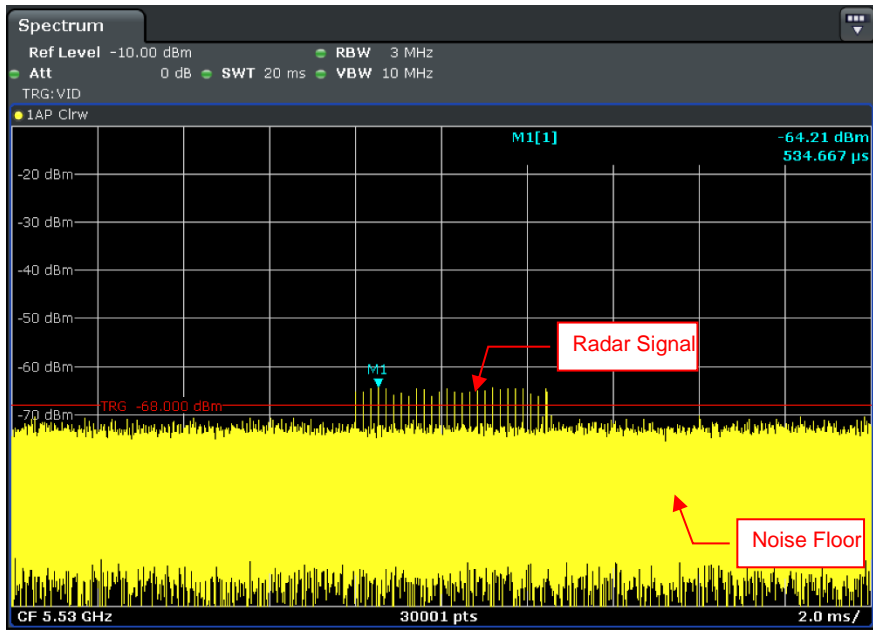 Spectrum
Ref Level -10.00 dBm RBW 3 MHz
Att 0 dB SWT 20 ms VBW 10 MHz
TRG:VID
1AP Clrw
M1[1] -64.21 dBm
534.667 µs
-20 dBm
-30 dBm
-40 dBm
-50 dBm
Radar Signal
-60 dBm
M1
TRG -68.000 dBm
-70 dBm
Noise Floor
CF 5.53 GHz 30001 pts 2.0 ms/